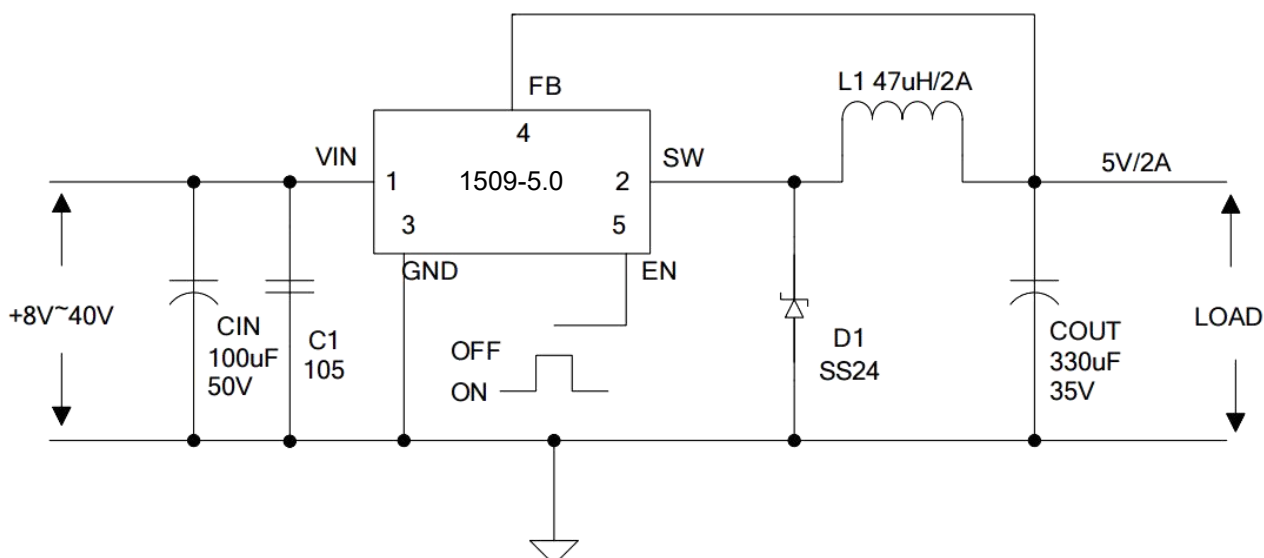 FB
L1 47uH/2A
4
VIN
SW
5V/2A
1
1509-5.0
2
3
5
GND
EN
+8V~40V
CIN
100uF
50V
C1
105
OFF
ON
D1
SS24
COUT
330uF
35V
LOAD